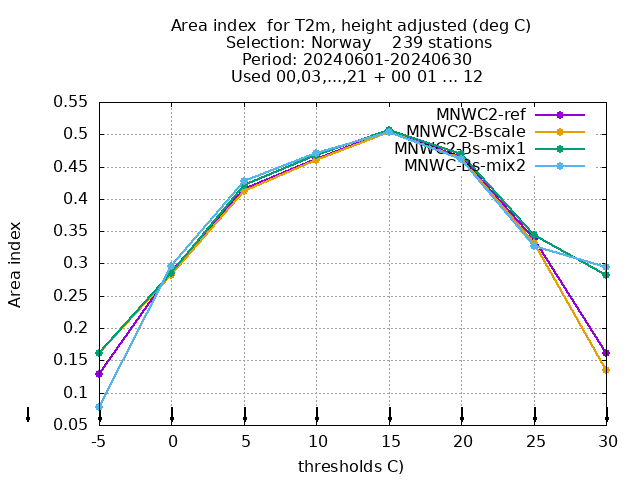 Area index  for T2m, height adjusted (deg C)
Selection: Norway    239 stations
Period: 20240601-20240630
Used 00,03,...,21 + 00 01 ... 12
MNWC2-ref
MNWC2-Bscale
MNWC2-Bs-mix1
MNWC-Bs-mix2
Area index
0.55
0.5
0.45
0.4
0.35
0.3
0.25
0.2
0.15
0.1
0.05
-5 0 5 10 15 20 25 30
thresholds C)